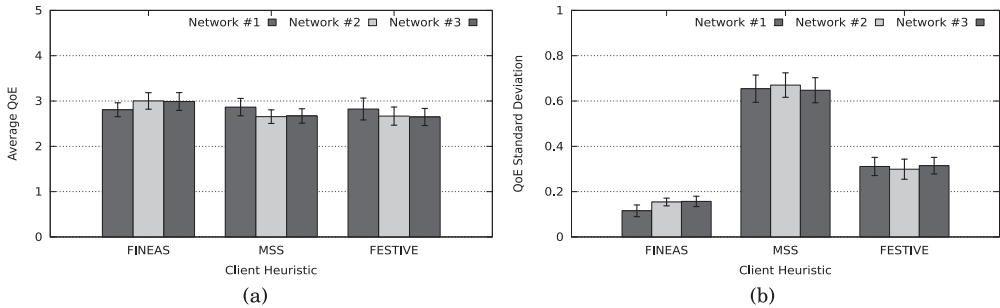 5
4
3
2
1
0
Average QoE
Network #1
Network #2
Network #3
FINEAS
MSS
FESTIVE
Client Heuristic
(a)
1
0.8
0.6
0.4
0.2
0
QoE Standard Deviation
Network #1
Network #2
Network #3
FINEAS
MSS
FESTIVE
Client Heuristic
(b)